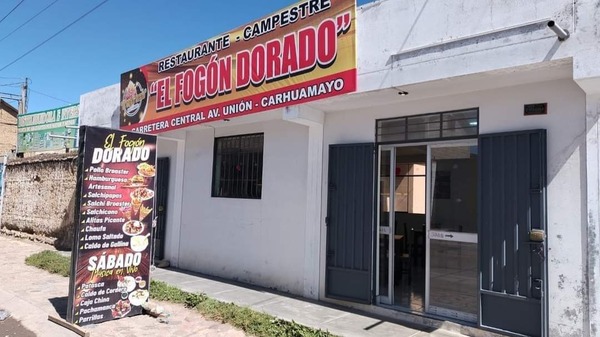 RESTAURANTE - CAMPESTRE
"EL FOGÓN DORADO"
CARRETERA CENTRAL AV. UNIÓN - CARHUAMAYO
El Fogón
DORADO
Pollo Broaster
Hamburguesa
Artesanal
Salchipapas
Salchi Broaster
Salchicono
Alitas Picante
Chaufa
Lomo Saltado
Caldo de Gallina
SÁBADO
en Vivo
Patasca
Caldo de Cordero
Caja China
Pachamanca
Parrillas